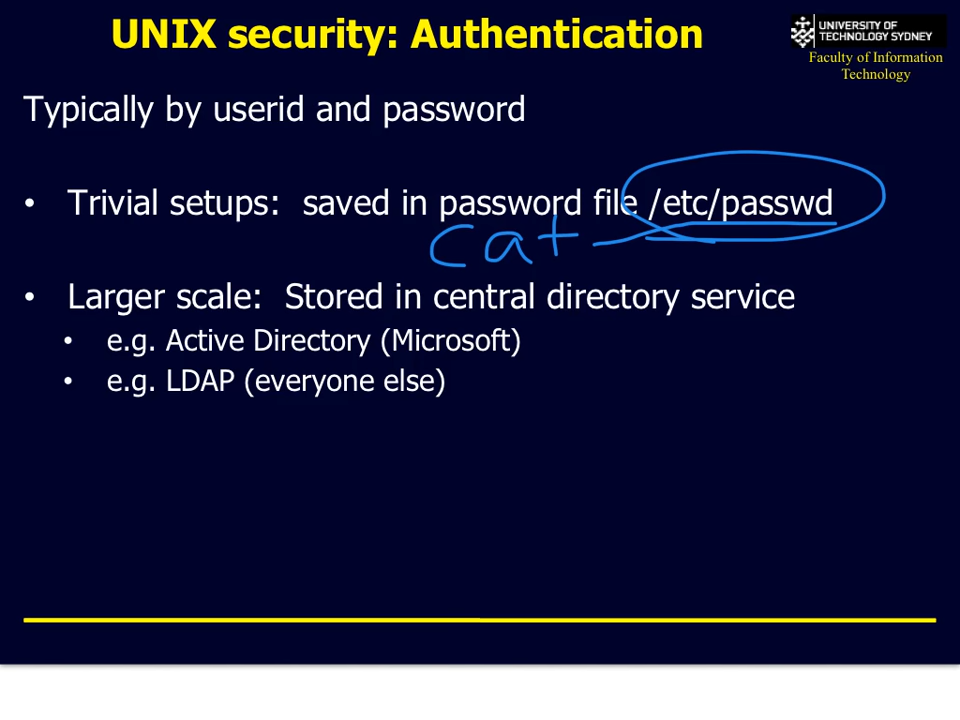 UNIX security: Authentication
UNIVERSITY OF
TECHNOLOGY SYDNEY
Faculty of Information
Technology
Typically by userid and password
• Trivial setups: saved in password file /etc/passwd
cat
• Larger scale: Stored in central directory service
• e.g. Active Directory (Microsoft)
• e.g. LDAP (everyone else)